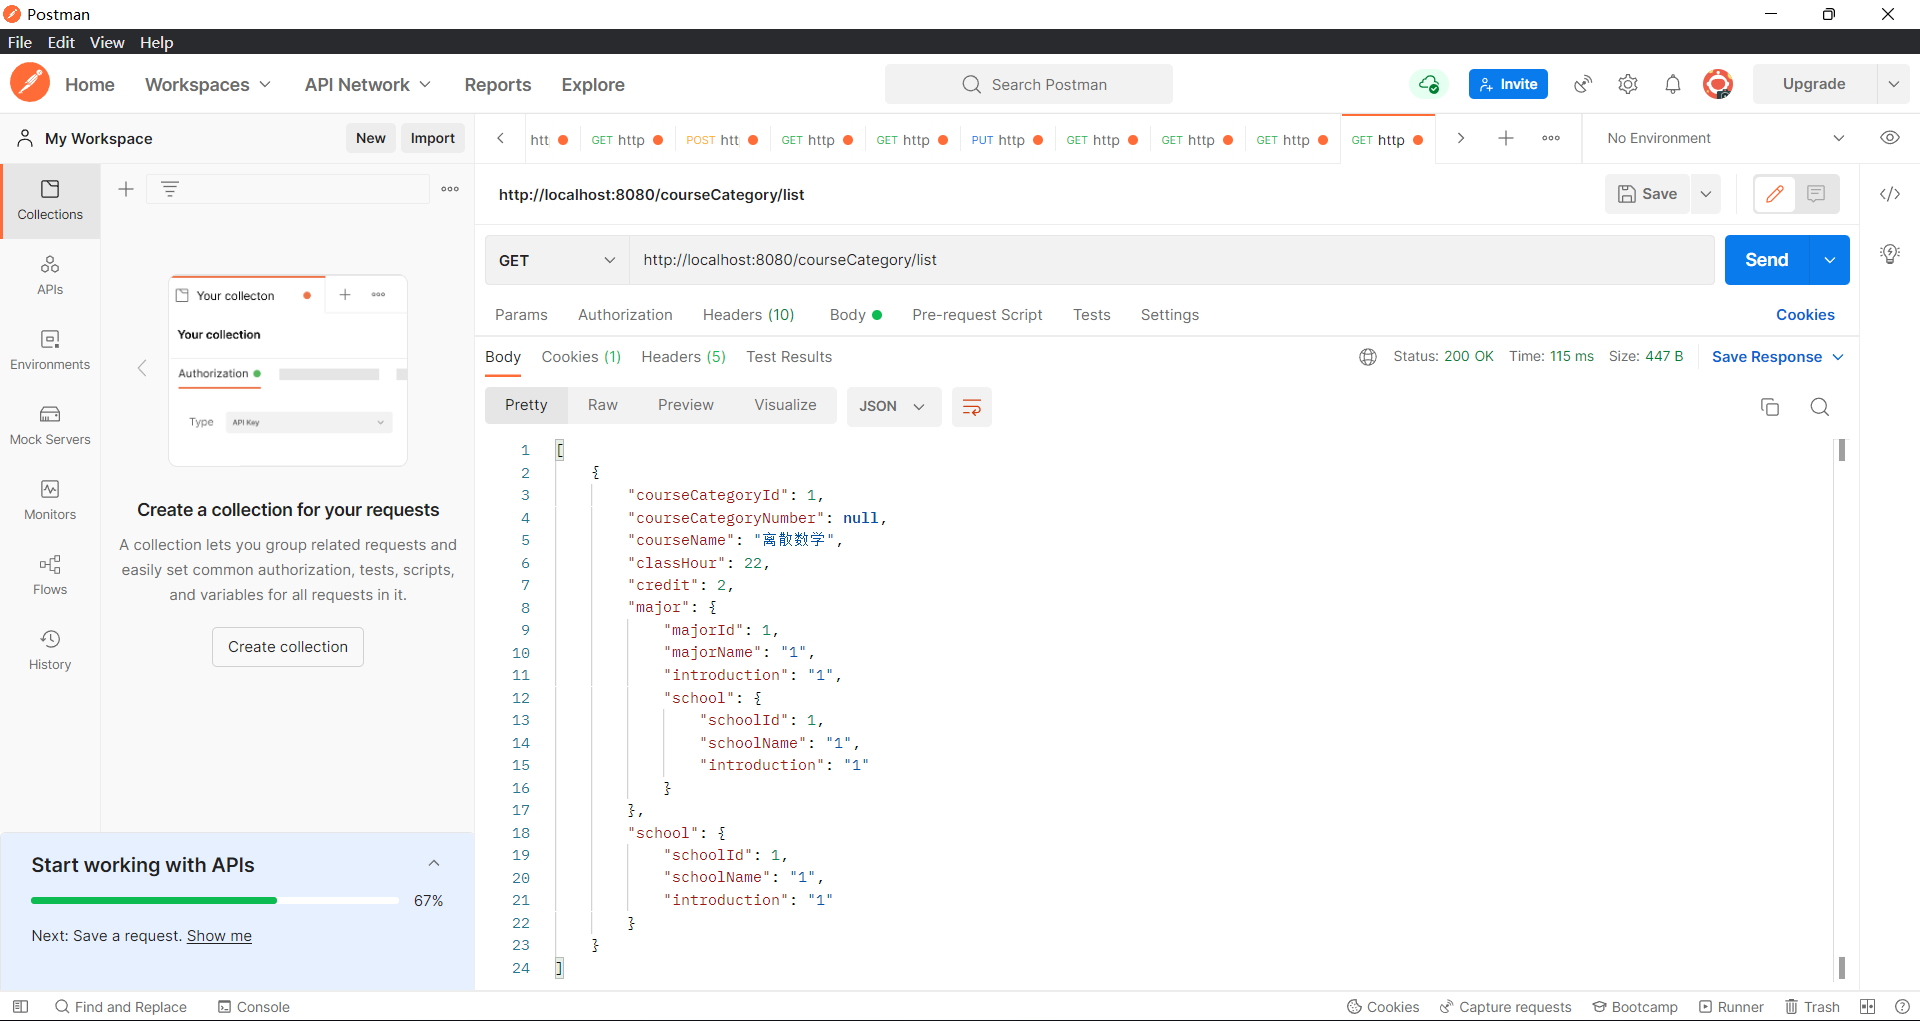 Postman
File Edit View Help
Home Workspaces API Network Reports Explore Search Postman Invite Upgrade
My Workspace New Import
htt GET http POST htt GET http GET http PUT http GET http GET http GET http GET http No Environment
Collections
APIs
Environments
Mock Servers
Monitors
Flows
History
Your collecton
Your collection
Authorization
Type API Key
Create a collection for your requests
A collection lets you group related requests and
easily set common authorization, tests, scripts,
and variables for all requests in it.
Create collection
Start working with APIs
67%
Next: Save a request. Show me
http://localhost:8080/courseCategory/list Save
GET http://localhost:8080/courseCategory/list Send
Params Authorization Headers (10) Body Pre-request Script Tests Settings Cookies
Body Cookies (1) Headers (5) Test Results Status: 200 OK Time: 115 ms Size: 447 B Save Response
Pretty Raw Preview Visualize JSON
1 [
2 {
3 "courseCategoryId": 1,
4 "courseCategoryNumber": null,
5 "courseName": "离散数学",
6 "classHour": 22,
7 "credit": 2,
8 "major": {
9 "majorId": 1,
10 "majorName": "1",
11 "introduction": "1",
12 "school": {
13 "schoolId": 1,
14 "schoolName": "1",
15 "introduction": "1"
16 }
17 },
18 "school": {
19 "schoolId": 1,
20 "schoolName": "1",
21 "introduction": "1"
22 }
23 }
24 ]
Find and Replace Console Cookies Capture requests Bootcamp Runner Trash